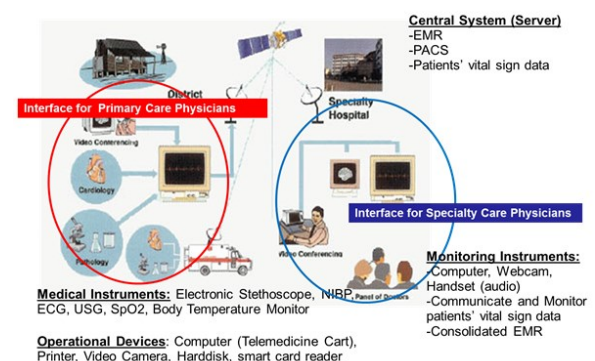 Central System (Server)
-EMR
-PACS
-Patients' vital sign data
District
Interface for Primary Care Physicians
Specialty
Hospital
Video Conferencing
Cardiology
Interface for Specialty Care Physicians
Pathology
Video Conferencing
Panel of Doctors
Monitoring Instruments:
-Computer, Webcam,
Handset (audio)
-Communicate and Monitor
patients' vital sign data
-Consolidated EMR
Medical Instruments: Electronic Stethoscope, NIBP,
ECG, USG, SpO2, Body Temperature Monitor
Operational Devices: Computer (Telemedicine Cart),
Printer, Video Camera, Harddisk, smart card reader